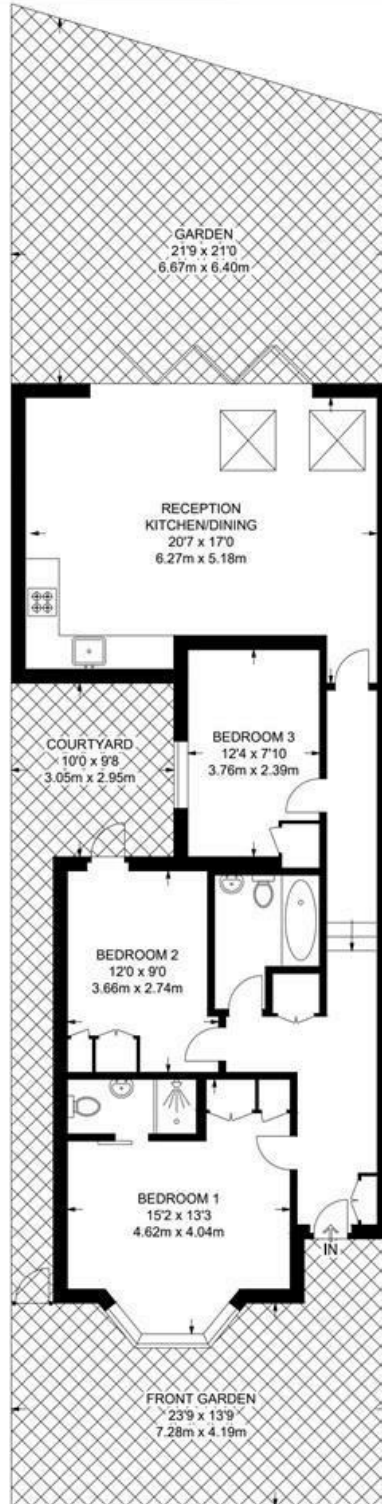 GARDEN
21'9 x 21'0
6.67m x 6.40m
RECEPTION
KITCHEN/DINING
20'7 x 17'0
6.27m x 5.18m
BEDROOM 3
12'4 x 7'10
3.76m x 2.39m
COURTYARD
10'0 x 9'8
3.05m x 2.95m
BEDROOM 2
12'0 x 9'0
3.66m x 2.74m
BEDROOM 1
15'2 x 13'3
4.62m x 4.04m
IN
FRONT GARDEN
23'9 x 13'9
7.28m x 4.19m